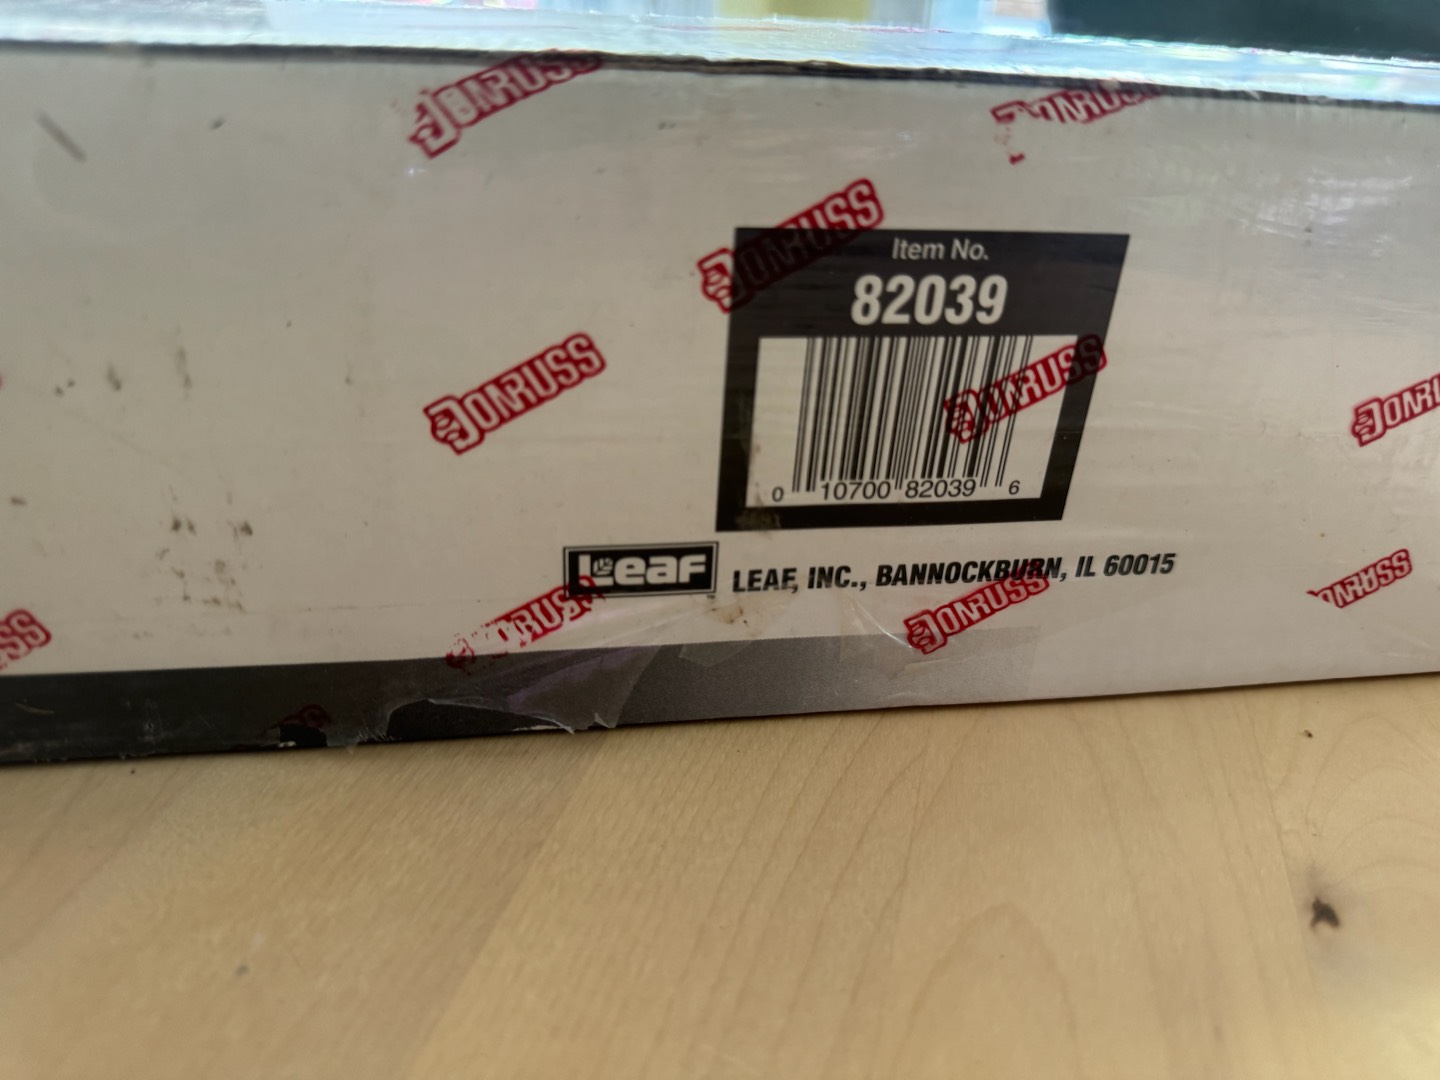 DONRUSS
DONRUSS
DONRUSS
Item No.
82039
DONRUSS
DONRUSS
DONRUSS
0 10700 82039 6
Leaf
LEAF, INC., BANNOCKBURN, IL 60015
DONRUSS
DONRUSS
DONRUSS